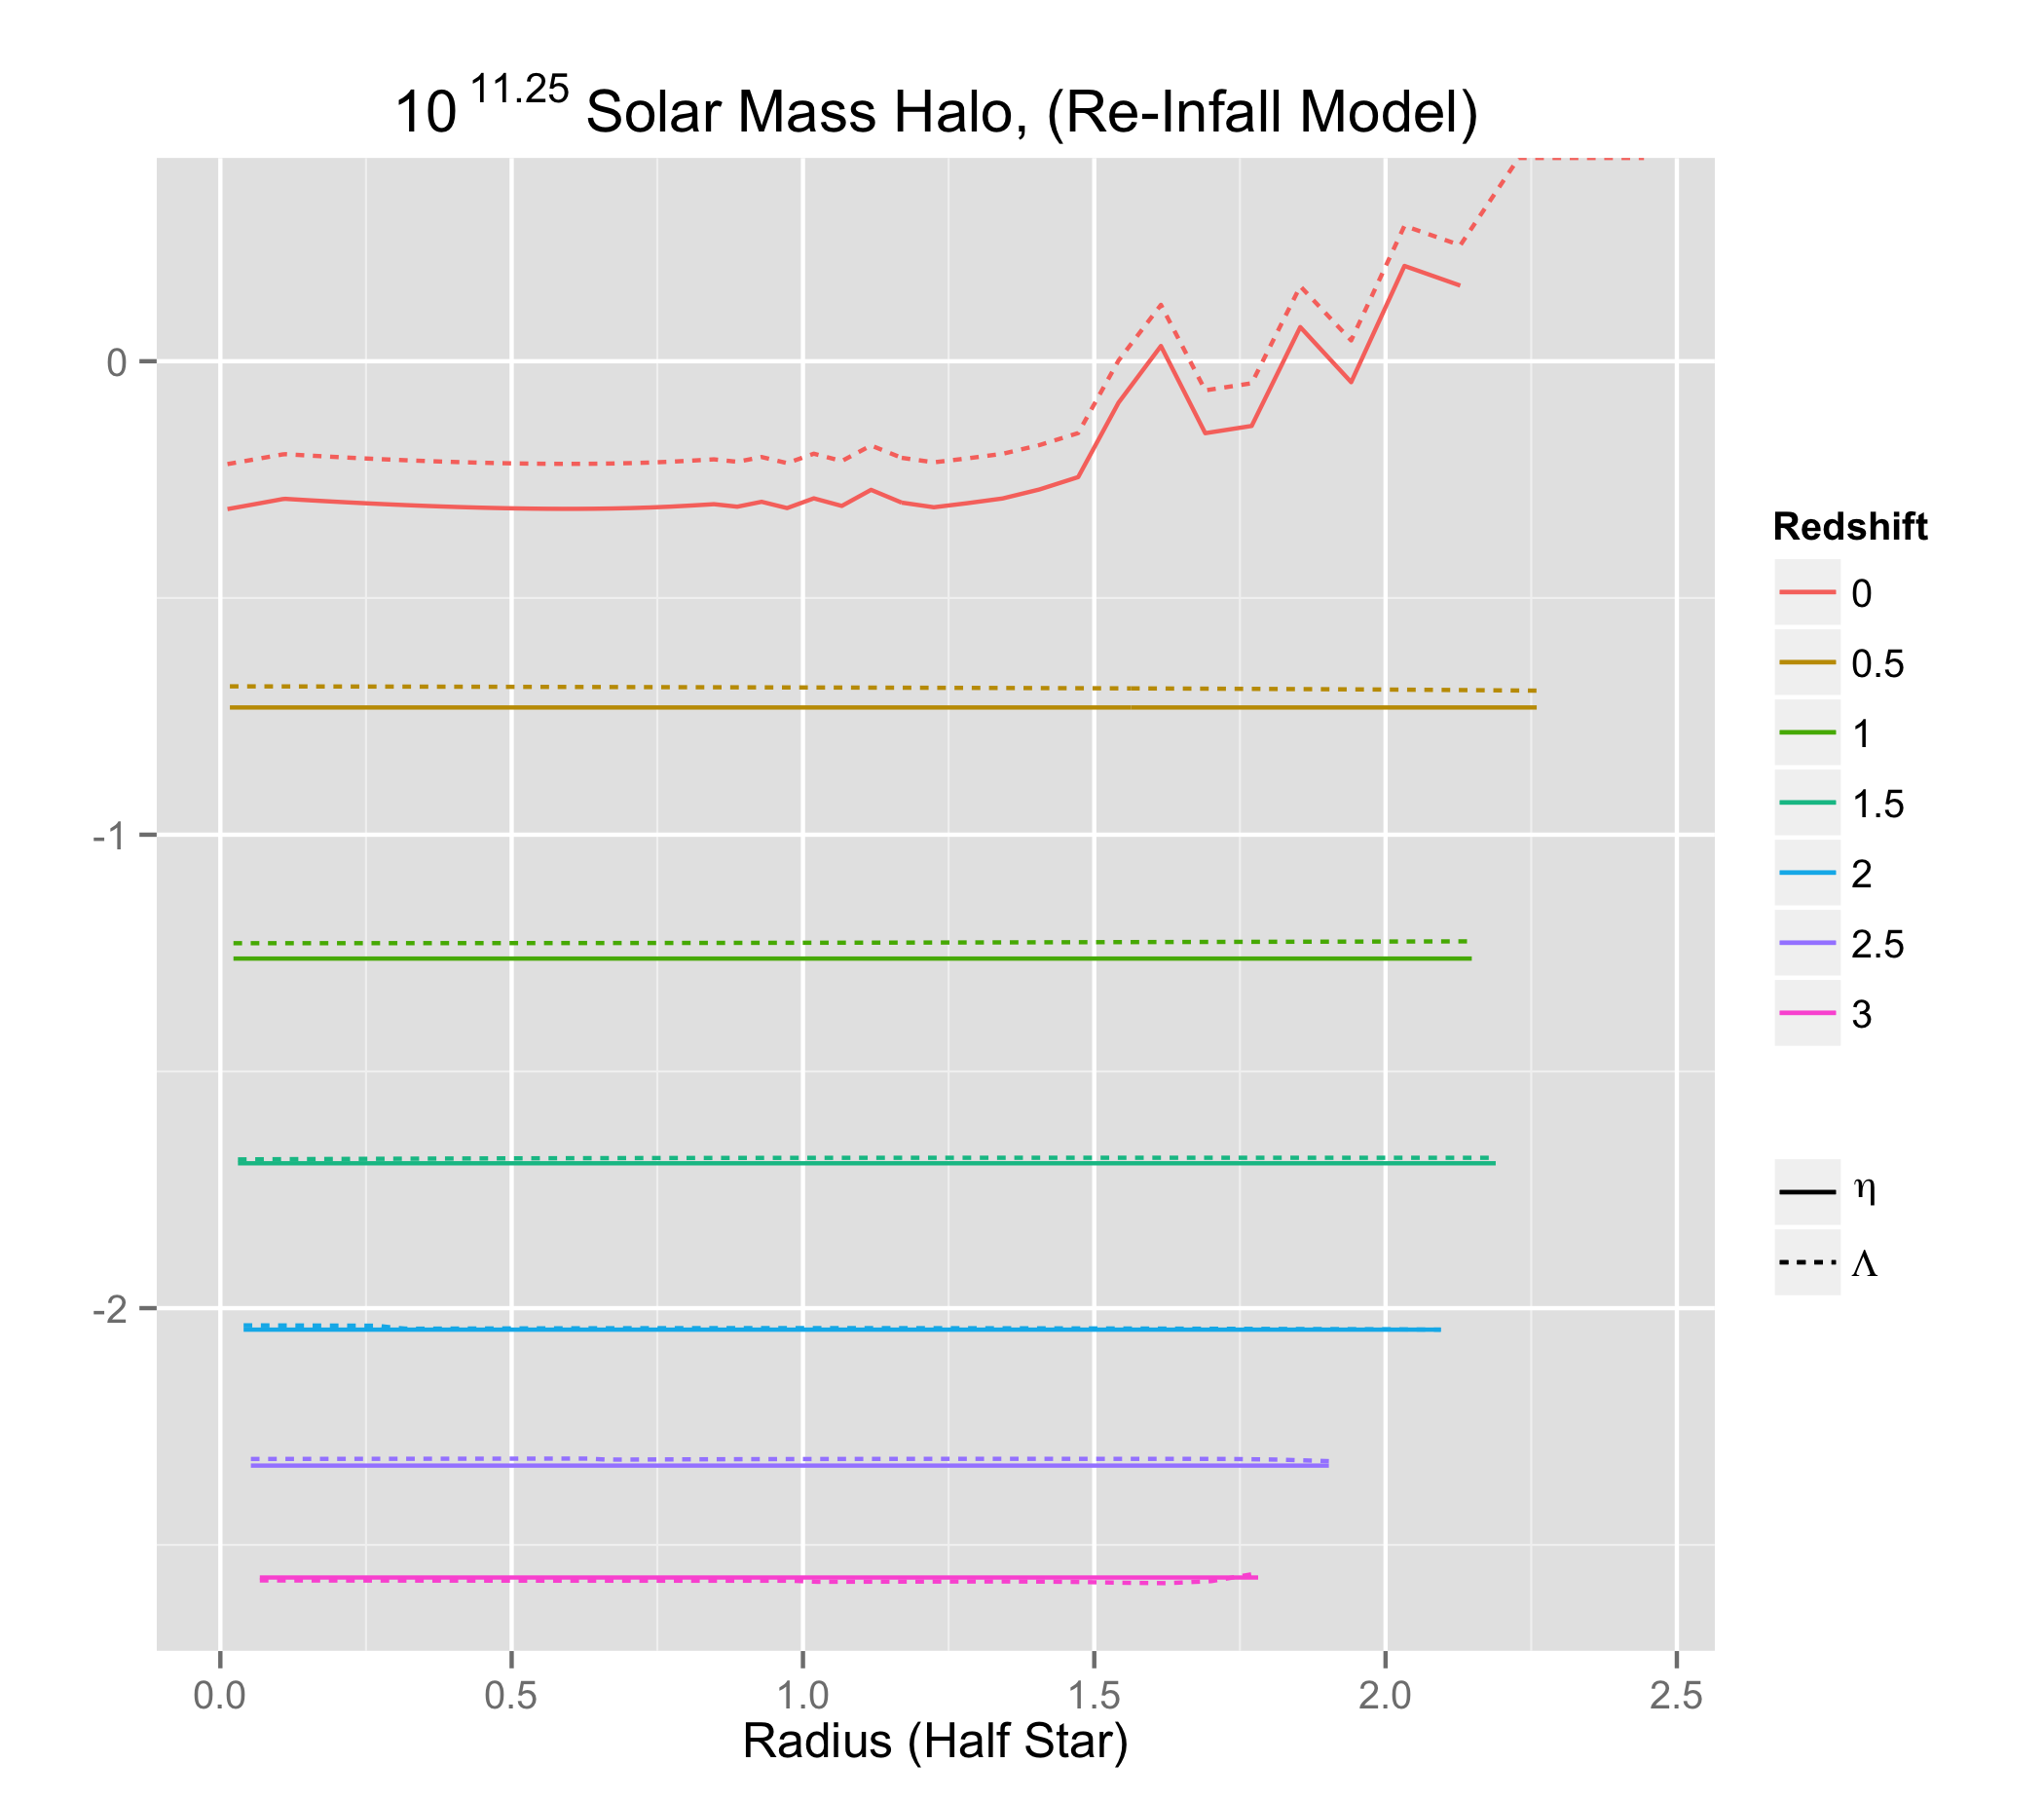 10 11.25 Solar Mass Halo, (Re-Infall Model)
0
-1
-2
0.0 0.5 1.0 1.5 2.0 2.5
Radius (Half Star)
Redshift
0
0.5
1
1.5
2
2.5
3
η
Λ